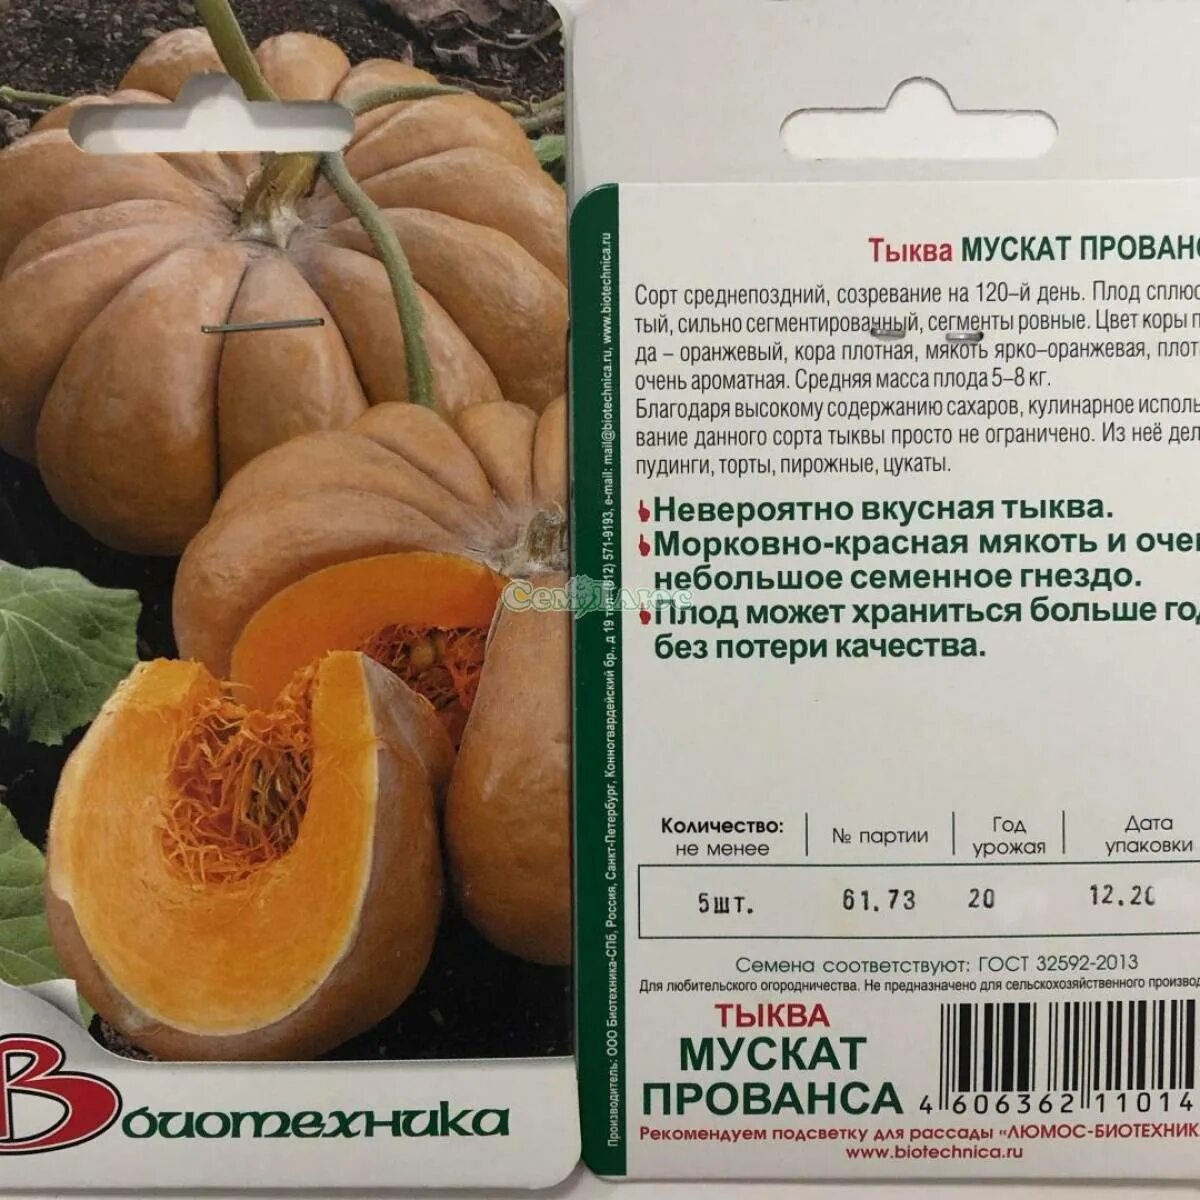 Тыква МУСКАТ ПРОВАНС
Сорт среднепоздний, созревание на 120–й день. Плод сплюс
тый, сильно сегментированный, сегменты ровные. Цвет коры п
да – оранжевый, кора плотная, мякоть ярко–оранжевая, плот
очень ароматная. Средняя масса плода 5–8 кг.
Благодаря высокому содержанию сахаров, кулинарное исполь
вание данного сорта тыквы просто не ограничено. Из неё дел
пудинги, торты, пирожные, цукаты.
Невероятно вкусная тыква.
Морковно-красная мякоть и очен
небольшое семенное гнездо.
Плод может храниться больше год
без потери качества.
СемПлюс
Количество:
не менее
№ партии
Год
урожая
Дата
упаковки
5шт.
61.73
20
12.20
Семена соответствуют: ГОСТ 32592-2013
Для любительского огородничества. Не предназначено для сельскохозяйственного производ
ТЫКВА
МУСКАТ
ПРОВАНСА
4 606362 11014
Рекомендуем подсветку для рассады «ЛЮМОС-БИОТЕХНИК
www.biotechnica.ru
Производитель: ООО Биотехника-СПб, Россия, Санкт-Петербург, Конногвардейский бр., д 19 тел. (812) 571-9193, e-mail: mail@biotechnica.ru, www.biotechnica.ru
В
биотехника